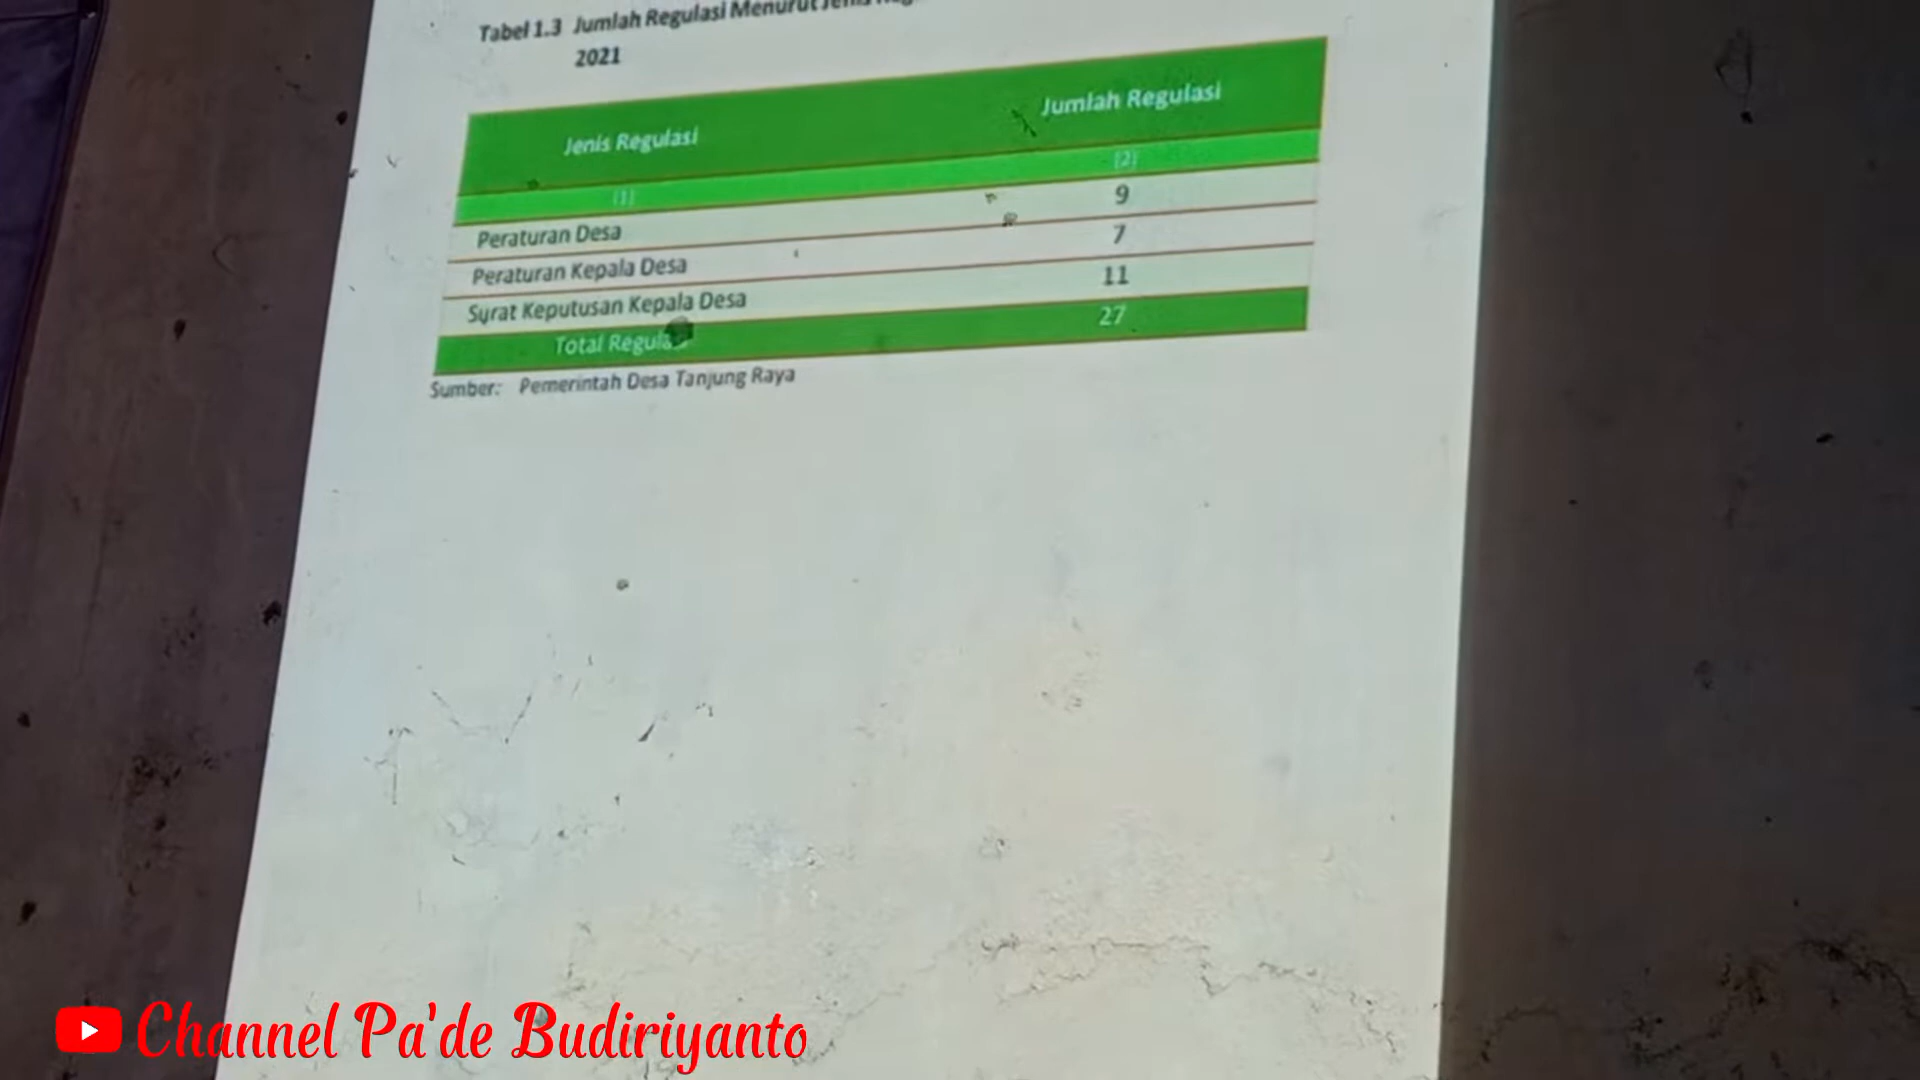 Tabel 1.3 Jumlah Regulasi Menurut Jenis
2021
Jenis Regulasi Jumlah Regulasi
(1) (2)
Peraturan Desa 9
Peraturan Kepala Desa 7
Surat Keputusan Kepala Desa 11
Total 27
Sumber: Pemerintah Desa Tanjung Raya
Channel Pa'de Budiriyanto